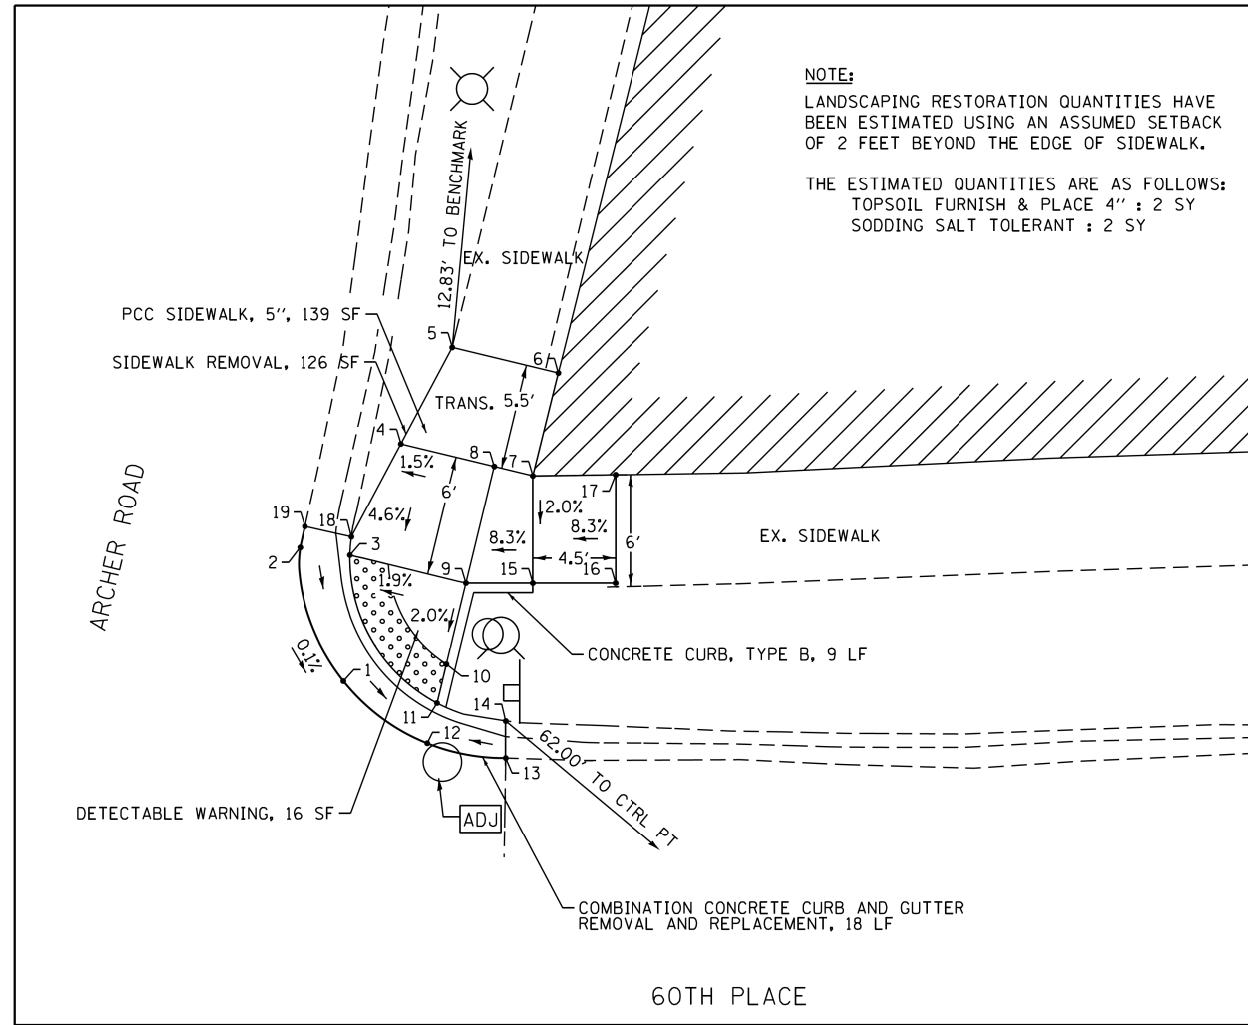 NOTE:
LANDSCAPING RESTORATION QUANTITIES HAVE
BEEN ESTIMATED USING AN ASSUMED SETBACK
OF 2 FEET BEYOND THE EDGE OF SIDEWALK.
THE ESTIMATED QUANTITIES ARE AS FOLLOWS:
TOPSOIL FURNISH & PLACE 4'' : 2 SY
SODDING SALT TOLERANT : 2 SY
12.83' TO BENCHMARK
EX. SIDEWALK
PCC SIDEWALK, 5'', 139 SF
SIDEWALK REMOVAL, 126 SF
5
6
TRANS.
5.5'
4
8
7
1.5%
6'
17
2.0%
19
18
4.6%
8.3%
8.3%
6'
EX. SIDEWALK
ARCHER ROAD
2
3
4.5'
9
15
16
1.9%
2.0%
0.1%
CONCRETE CURB, TYPE B, 9 LF
1
10
11
14
12
13
62.00' TO CTRL PT
DETECTABLE WARNING, 16 SF
ADJ
COMBINATION CONCRETE CURB AND GUTTER
REMOVAL AND REPLACEMENT, 18 LF
60TH PLACE